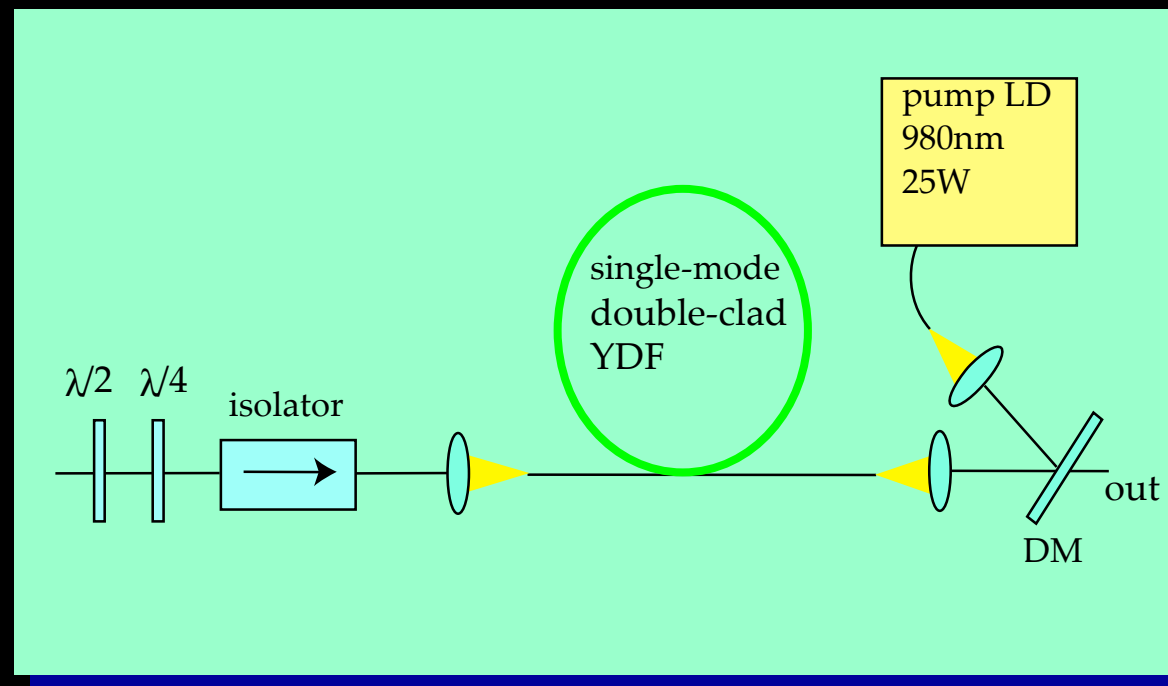 pump LD
980nm
25W
single-mode
double-clad
YDF
λ/2 λ/4
isolator
out
DM